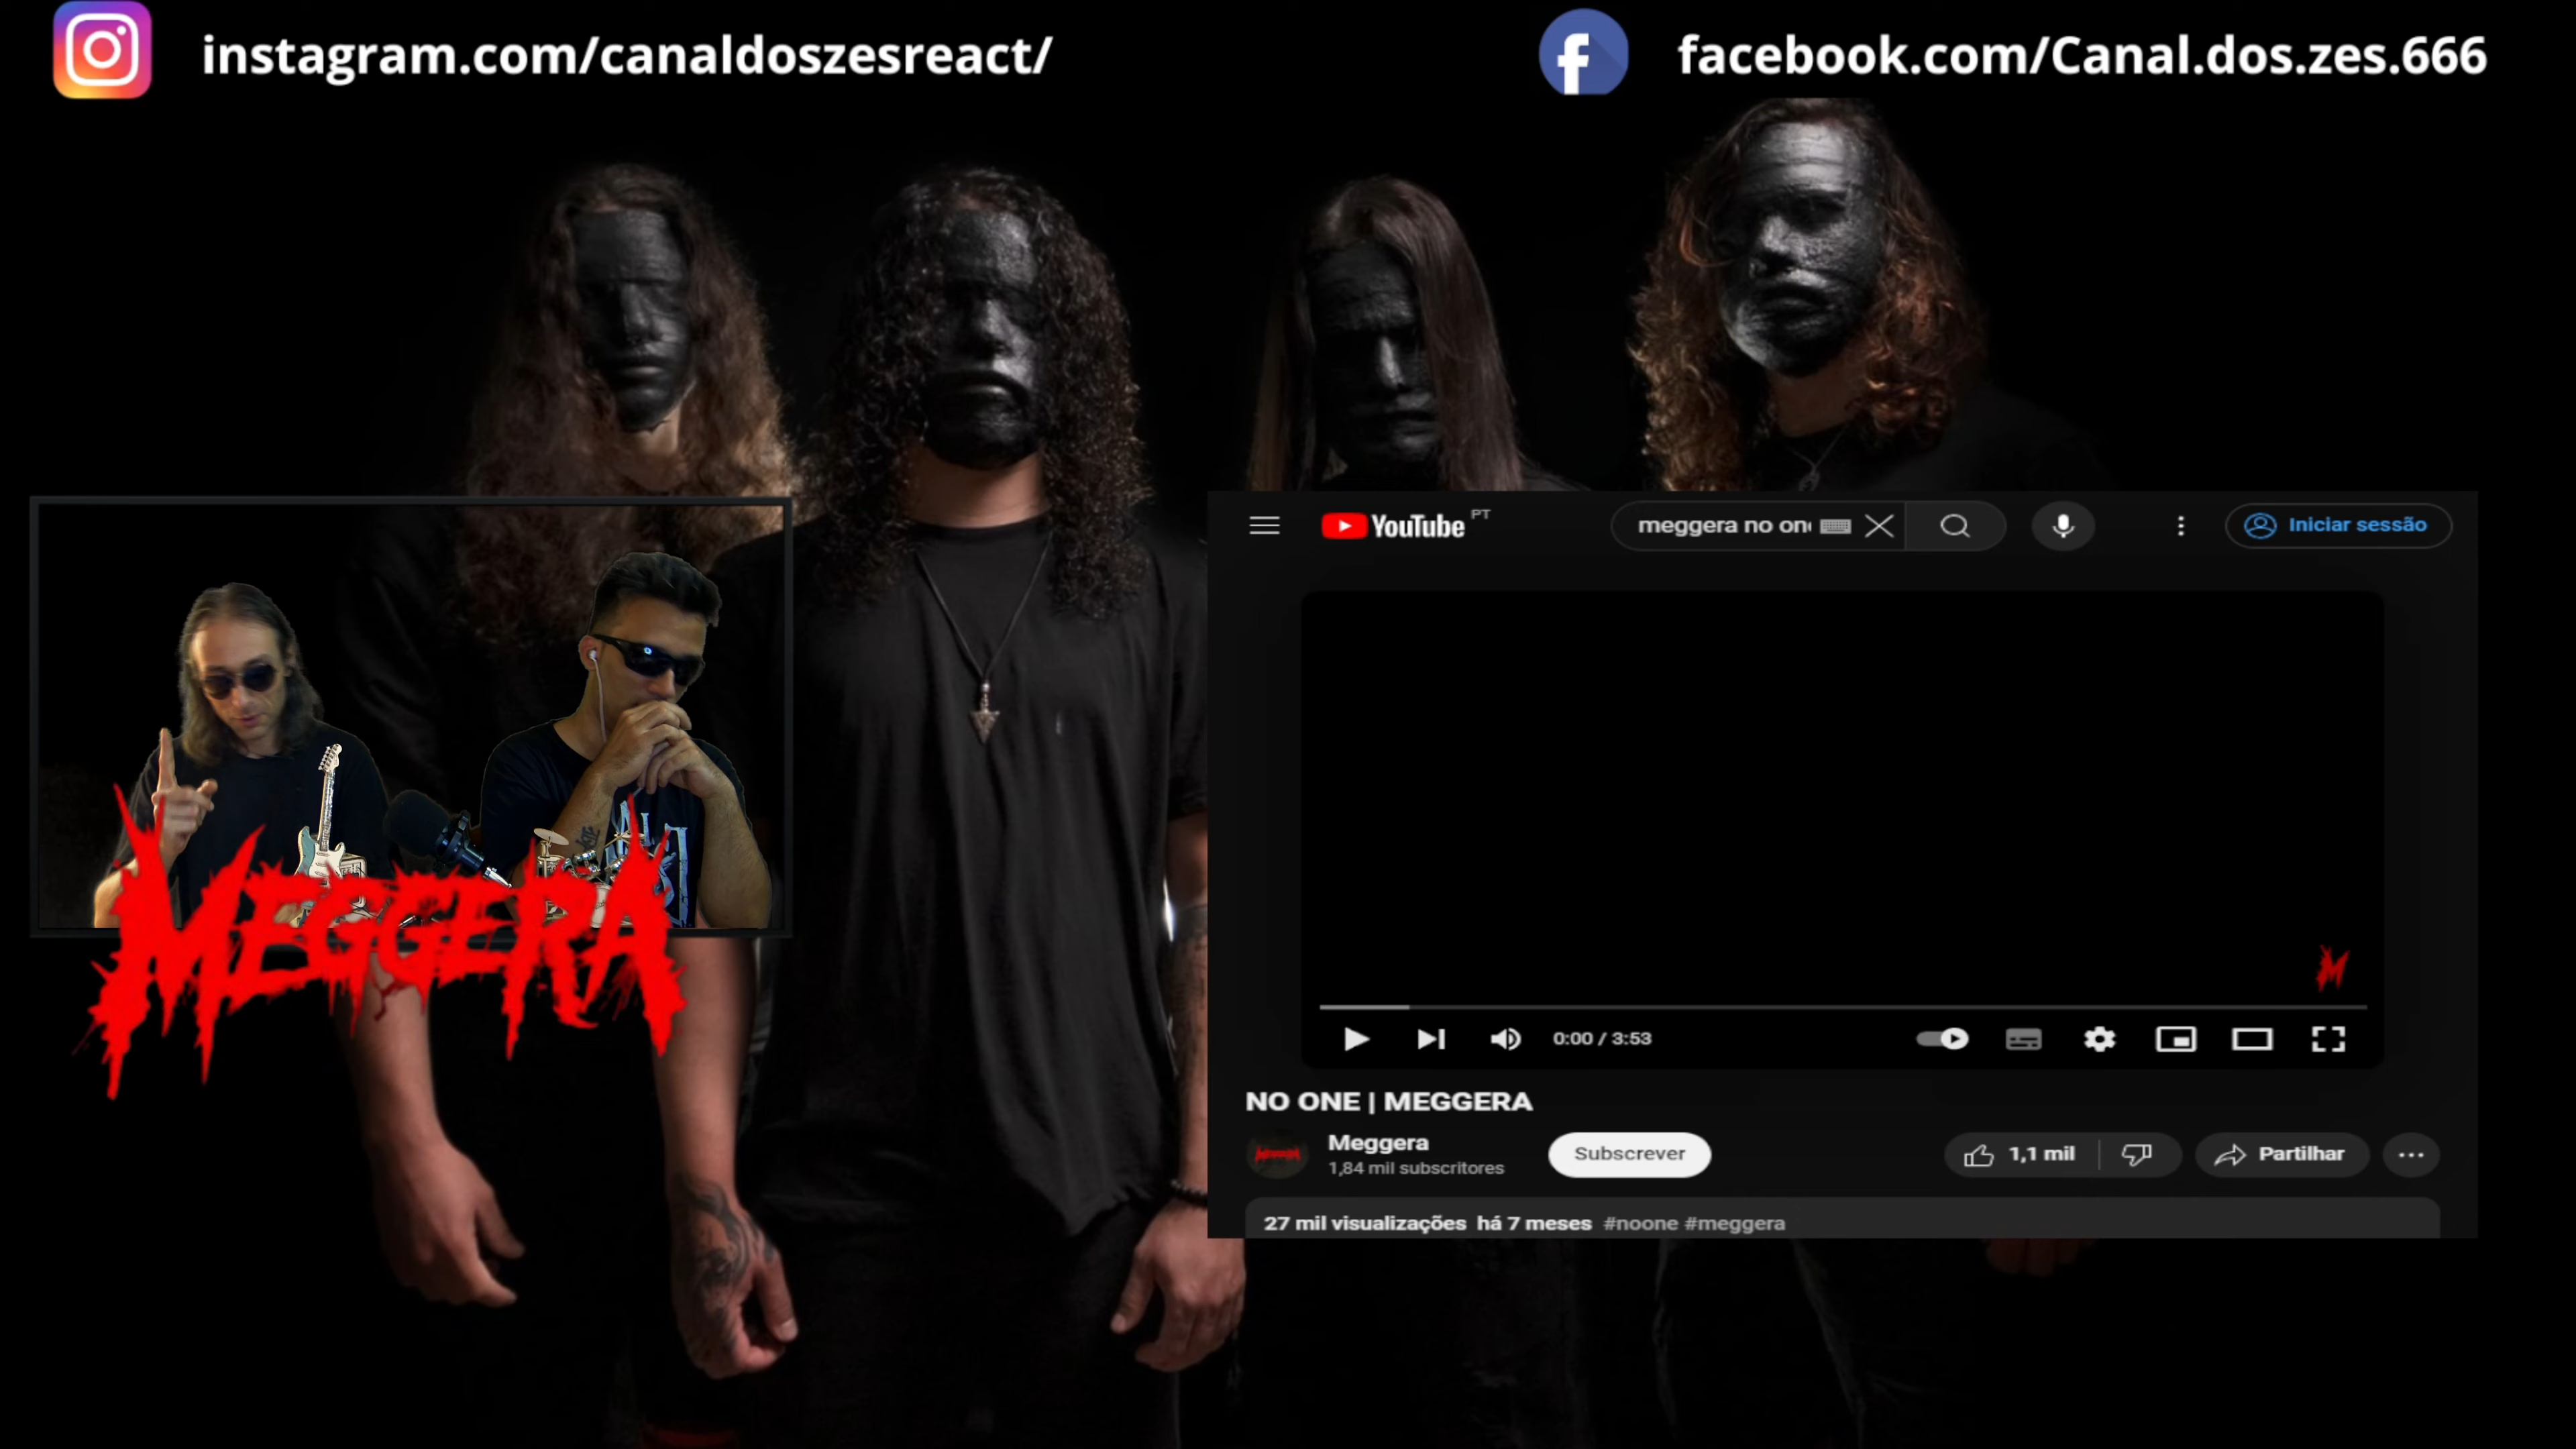 instagram.com/canaldoszesreact/
facebook.com/Canal.dos.zes.666
YouTube PT
meggera no on
Iniciar sessão
MEGGERA
M
0:00 / 3:53
NO ONE | MEGGERA
Meggera
1,84 mil subscritores
Subscrever
1,1 mil
Partilhar
27 mil visualizações há 7 meses #noone #meggera